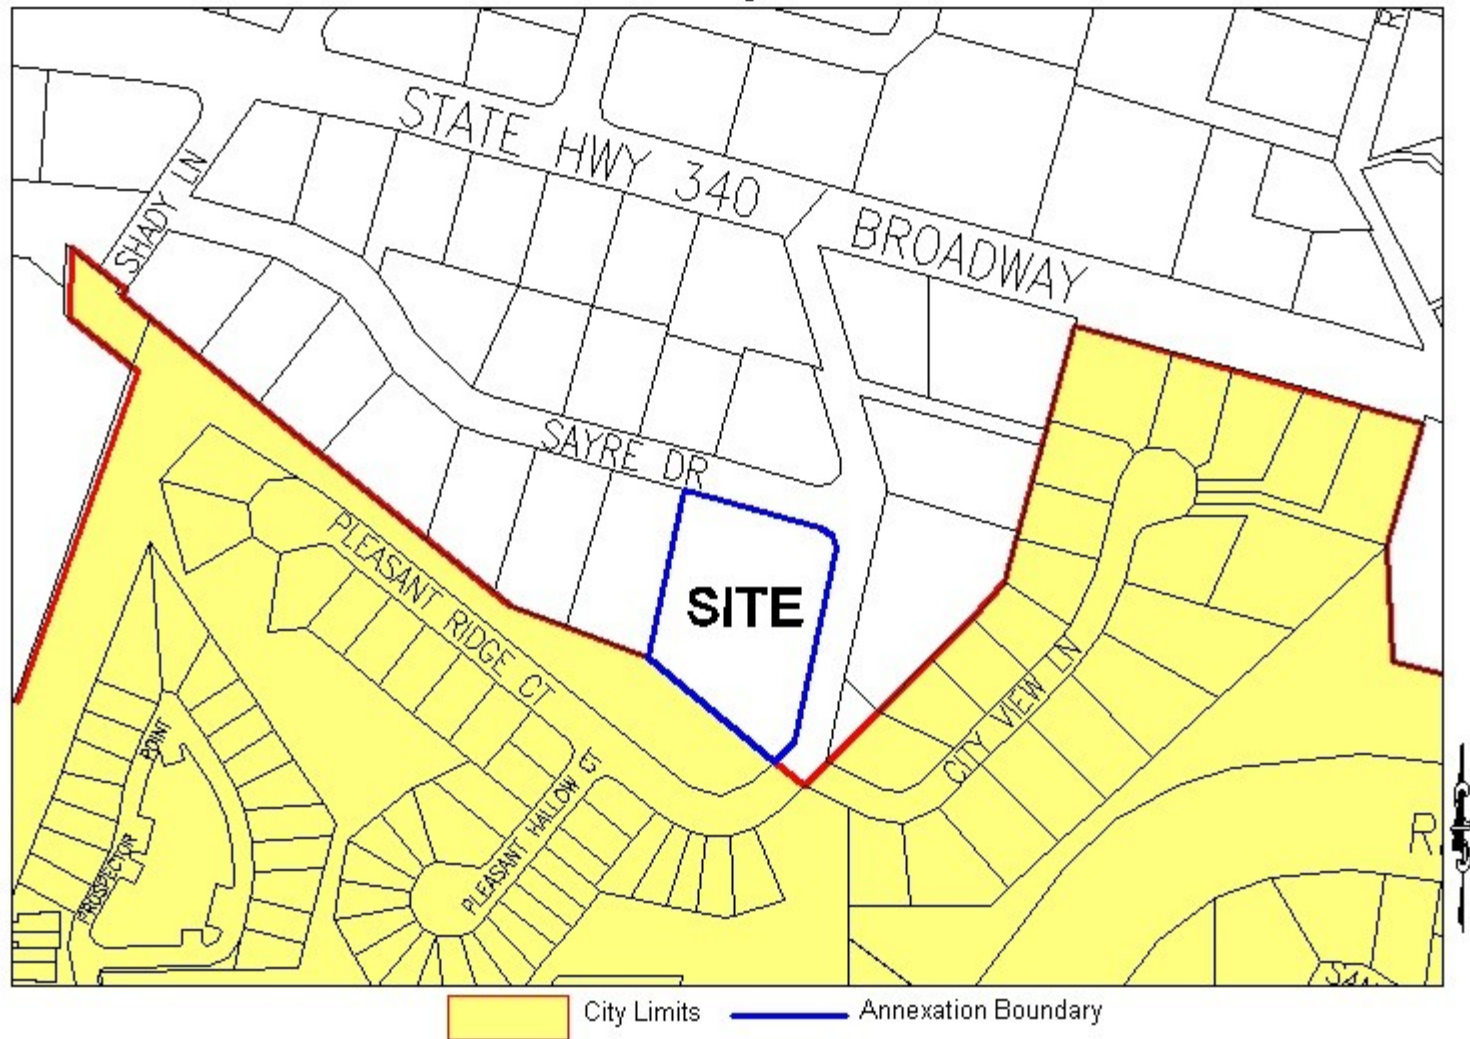 STATE HWY 340
BROADWAY
SHADY LN
SAYRE DR
SITE
PLEASANT RIDGE CT
CITY VIEW LN
POINT
PROSPECTOR
PLEASANT HALLOW CT
City Limits
Annexation Boundary